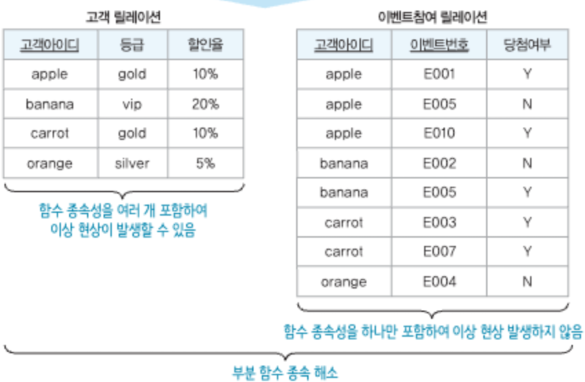 고객 릴레이션
고객아이디 등급 할인율
apple gold 10%
banana vip 20%
carrot gold 10%
orange silver 5%
함수 종속성을 여러 개 포함하여
이상 현상이 발생할 수 있음
이벤트참여 릴레이션
고객아이디 이벤트번호 당첨여부
apple E001 Y
apple E005 N
apple E010 Y
banana E002 N
banana E005 Y
carrot E003 Y
carrot E007 Y
orange E004 N
함수 종속성을 하나만 포함하여 이상 현상 발생하지 않음
부분 함수 종속 해소